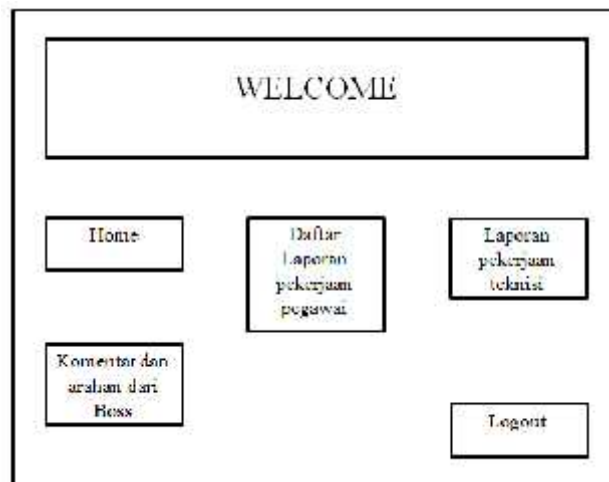 WELCOME
Home
Daftar
Laporan
pekerjaan
pegawai
Laporan
pekerjaan
teknisi
Komentar dan
arahan dari
Boss
Logout